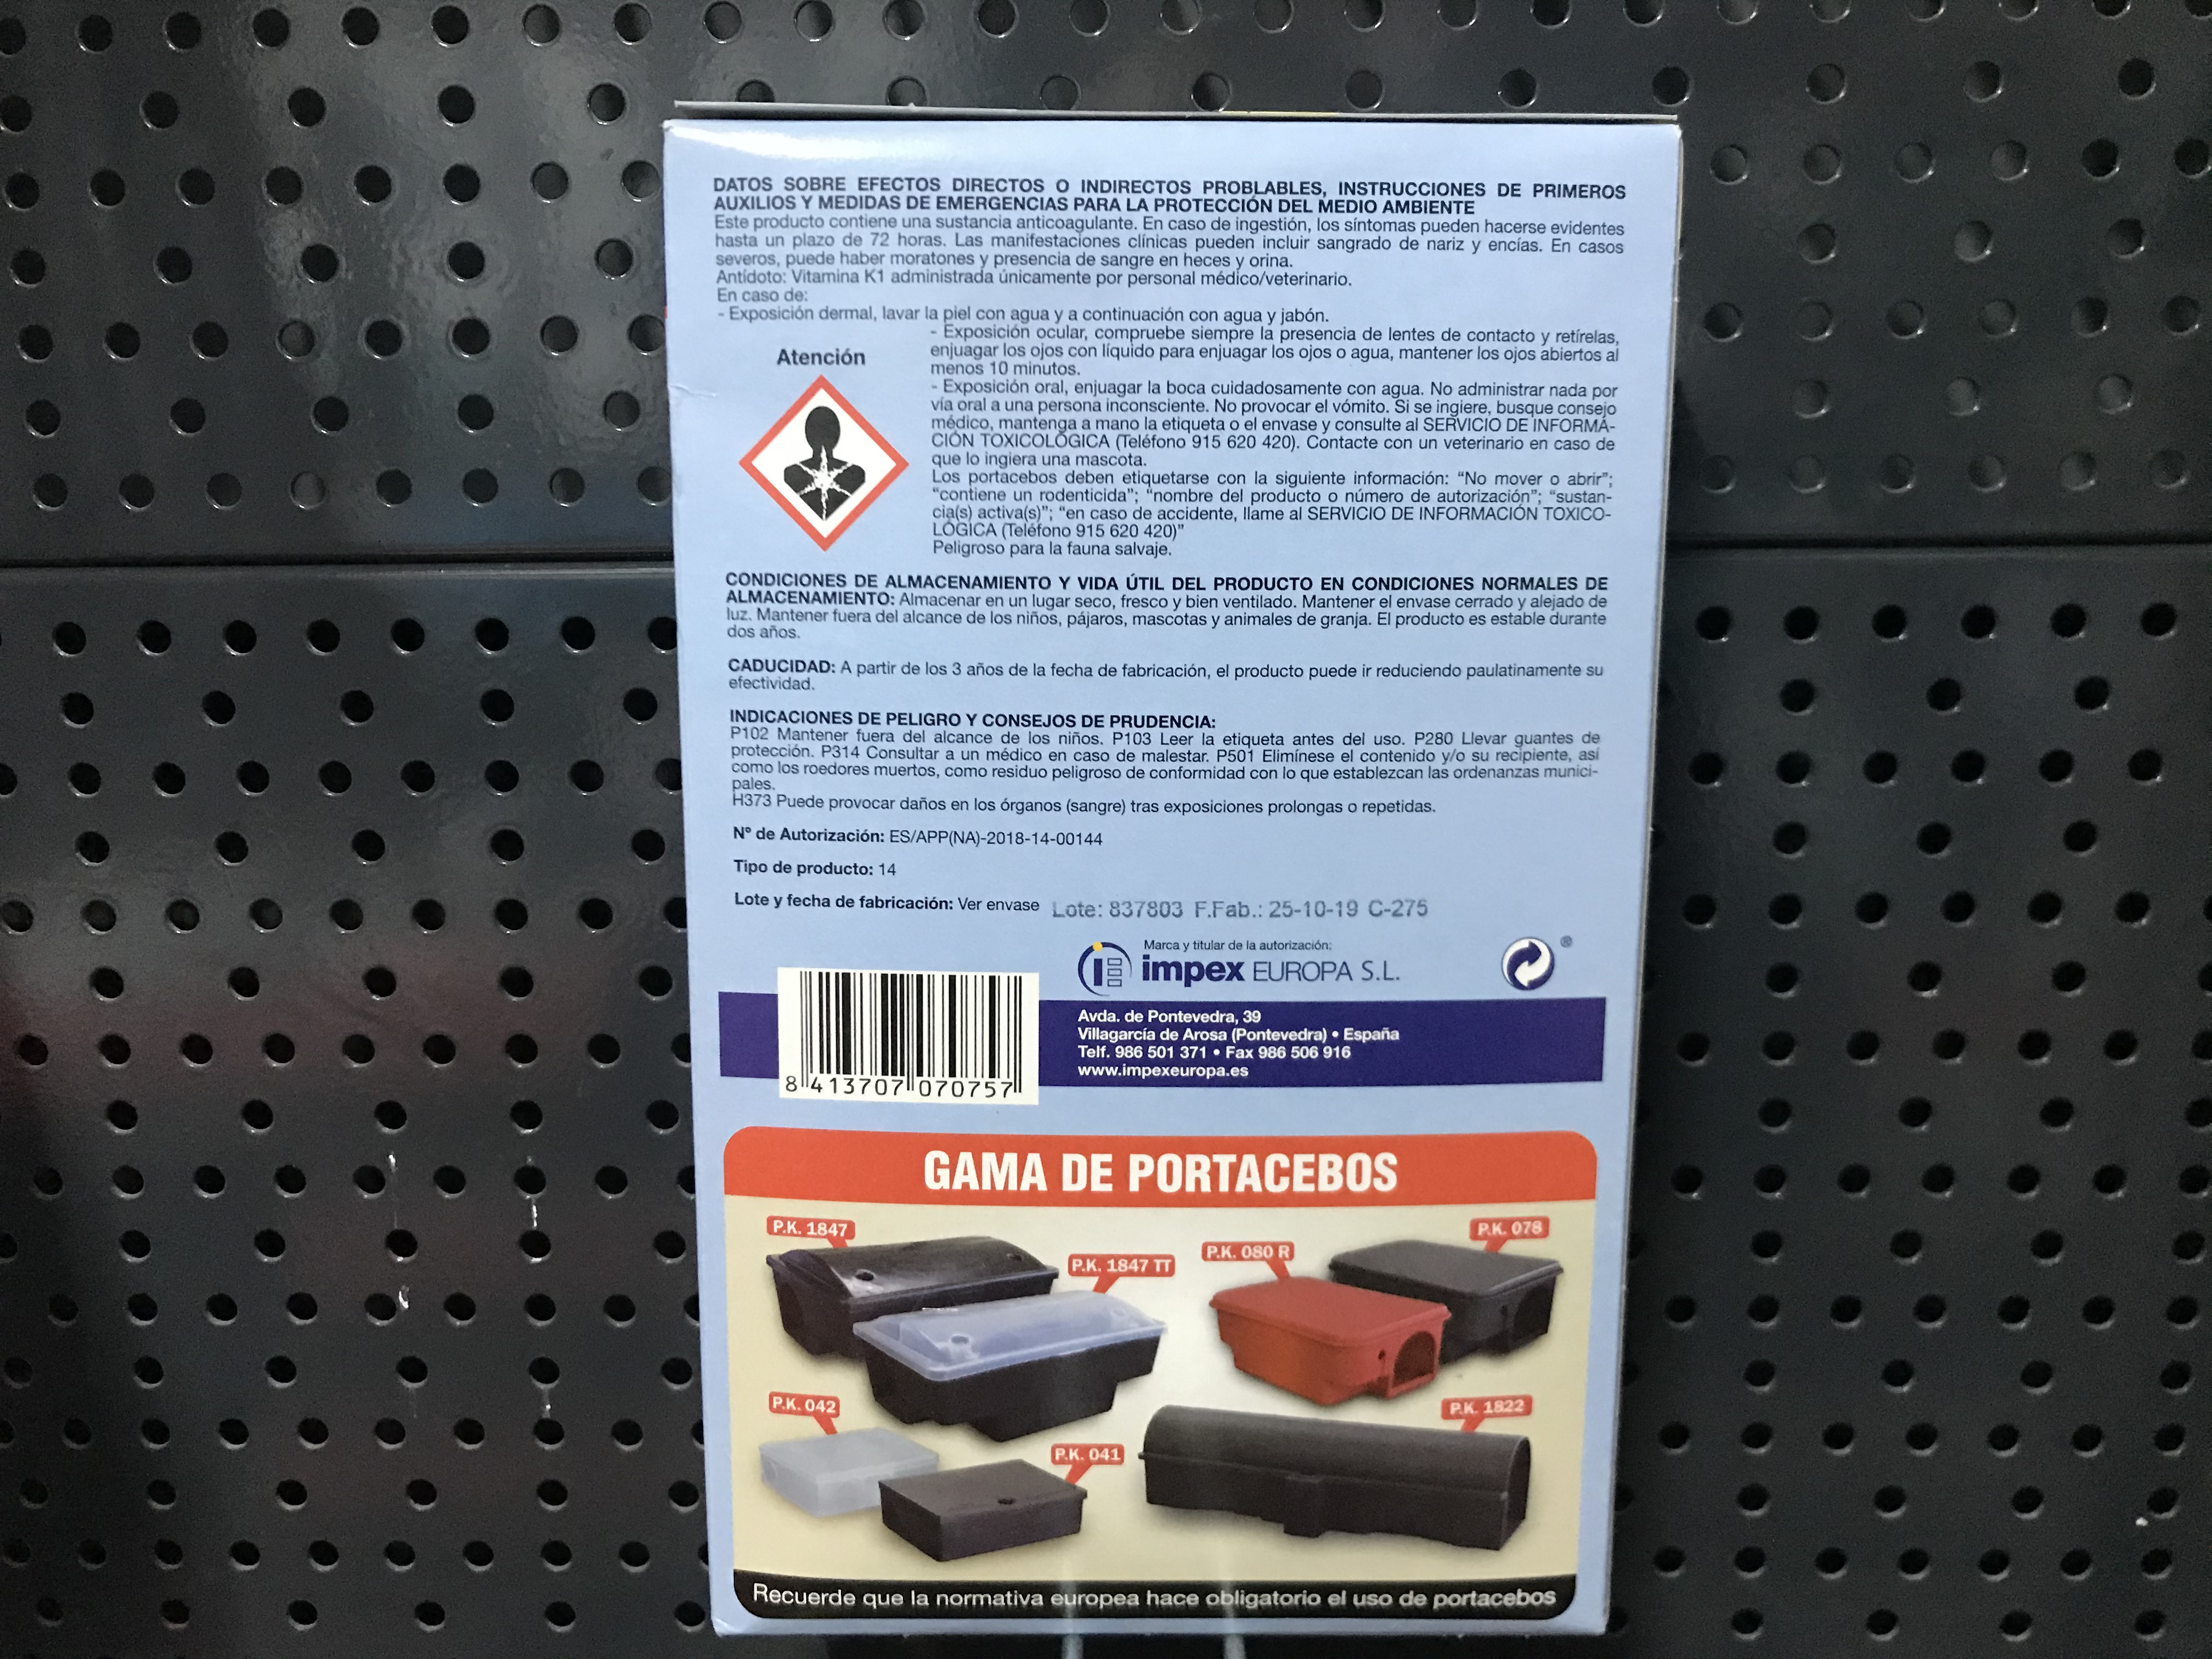 DATOS SOBRE EFECTOS DIRECTOS O INDIRECTOS PROBLABLES, INSTRUCCIONES DE PRIMEROS
AUXILIOS Y MEDIDAS DE EMERGENCIAS PARA LA PROTECCIÓN DEL MEDIO AMBIENTE
Este producto contiene una sustancia anticoagulante. En caso de ingestión, los síntomas pueden hacerse evidentes
hasta un plazo de 72 horas. Las manifestaciones clínicas pueden incluir sangrado de nariz y encías. En casos
severos, puede haber moratones y presencia de sangre en heces y orina.
Antídoto: Vitamina K1 administrada únicamente por personal médico/veterinario.
En caso de:
- Exposición dermal, lavar la piel con agua y a continuación con agua y jabón.
- Exposición ocular, compruebe siempre la presencia de lentes de contacto y retírelas,
enjuagar los ojos con líquido para enjuagar los ojos o agua, mantener los ojos abiertos al
menos 10 minutos.
- Exposición oral, enjuagar la boca cuidadosamente con agua. No administrar nada por
vía oral a una persona inconsciente. No provocar el vómito. Si se ingiere, busque consejo
médico, mantenga a mano la etiqueta o el envase y consulte al SERVICIO DE INFORMA-
CIÓN TOXICOLÓGICA (Teléfono 915 620 420). Contacte con un veterinario en caso de
que lo ingiera una mascota.
Los portacebos deben etiquetarse con la siguiente información: “No mover o abrir”;
“contiene un rodenticida”; “nombre del producto o número de autorización”; “sustan-
cia(s) activa(s)”; “en caso de accidente, llame al SERVICIO DE INFORMACIÓN TOXICO-
LÓGICA (Teléfono 915 620 420)”
Peligroso para la fauna salvaje.
Atención
CONDICIONES DE ALMACENAMIENTO Y VIDA ÚTIL DEL PRODUCTO EN CONDICIONES NORMALES DE
ALMACENAMIENTO: Almacenar en un lugar seco, fresco y bien ventilado. Mantener el envase cerrado y alejado de
luz. Mantener fuera del alcance de los niños, pájaros, mascotas y animales de granja. El producto es estable durante
dos años.
CADUCIDAD: A partir de los 3 años de la fecha de fabricación, el producto puede ir reduciendo paulatinamente su
efectividad.
INDICACIONES DE PELIGRO Y CONSEJOS DE PRUDENCIA:
P102 Mantener fuera del alcance de los niños. P103 Leer la etiqueta antes del uso. P280 Llevar guantes de
protección. P314 Consultar a un médico en caso de malestar. P501 Elimínese el contenido y/o su recipiente, así
como los roedores muertos, como residuo peligroso de conformidad con lo que establezcan las ordenanzas munici-
pales.
H373 Puede provocar daños en los órganos (sangre) tras exposiciones prolongas o repetidas.
Nº de Autorización: ES/APP(NA)-2018-14-00144
Tipo de producto: 14
Lote y fecha de fabricación: Ver envase Lote: 837803 F.Fab.: 25-10-19 C-275
Marca y titular de la autorización:
impex EUROPA S.L.
®
Avda. de Pontevedra, 39
Villagarcía de Arosa (Pontevedra) • España
Telf. 986 501 371 • Fax 986 506 916
www.impexeuropa.es
8 413707 070757
GAMA DE PORTACEBOS
P.K. 1847
P.K. 1847 TT
P.K. 080 R
P.K. 078
P.K. 042
P.K. 041
P.K. 1822
Recuerde que la normativa europea hace obligatorio el uso de portacebos